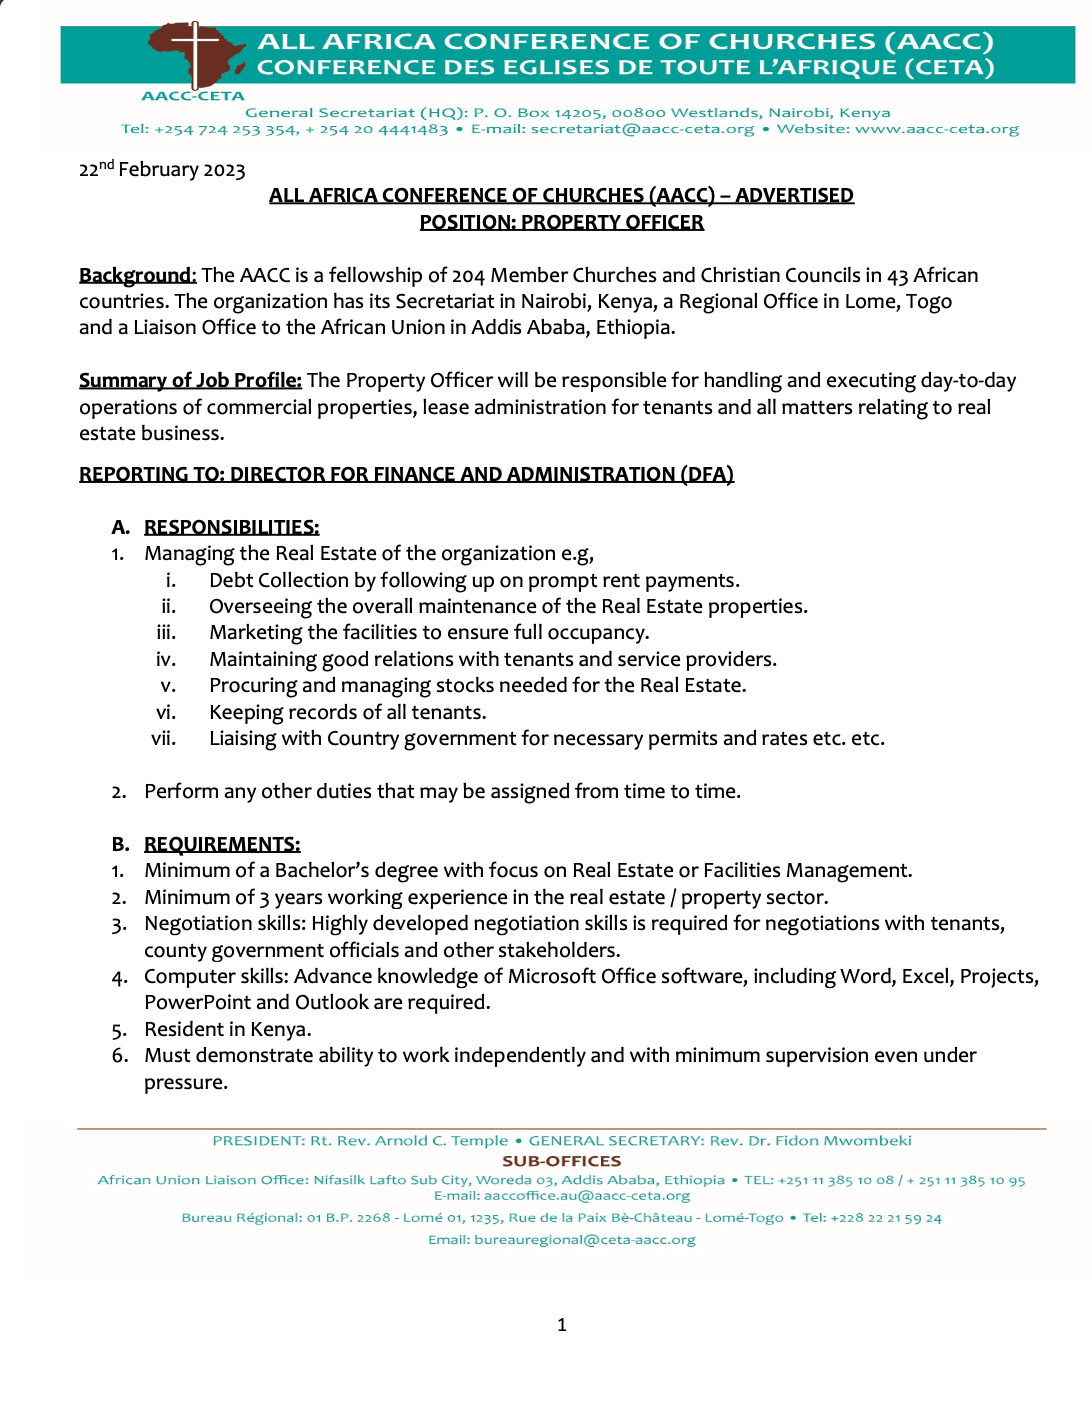 ALL AFRICA CONFERENCE OF CHURCHES (AACC)
CONFERENCE DES EGLISES DE TOUTE L'AFRIQUE (CETA)
AACC-CETA
General Secretariat (HQ): P. O. Box 14205, 00800 Westlands, Nairobi, Kenya
Tel: +254 724 253 354, + 254 20 4441483 • E-mail: secretariat@aacc-ceta.org • Website: www.aacc-ceta.org
22nd February 2023
ALL AFRICA CONFERENCE OF CHURCHES (AACC) – ADVERTISED
POSITION: PROPERTY OFFICER
Background: The AACC is a fellowship of 204 Member Churches and Christian Councils in 43 African
countries. The organization has its Secretariat in Nairobi, Kenya, a Regional Office in Lome, Togo
and a Liaison Office to the African Union in Addis Ababa, Ethiopia.
Summary of Job Profile: The Property Officer will be responsible for handling and executing day-to-day
operations of commercial properties, lease administration for tenants and all matters relating to real
estate business.
REPORTING TO: DIRECTOR FOR FINANCE AND ADMINISTRATION (DFA)
A. RESPONSIBILITIES:
1. Managing the Real Estate of the organization e.g,
i. Debt Collection by following up on prompt rent payments.
ii. Overseeing the overall maintenance of the Real Estate properties.
iii. Marketing the facilities to ensure full occupancy.
iv. Maintaining good relations with tenants and service providers.
v. Procuring and managing stocks needed for the Real Estate.
vi. Keeping records of all tenants.
vii. Liaising with Country government for necessary permits and rates etc. etc.
2. Perform any other duties that may be assigned from time to time.
B. REQUIREMENTS:
1. Minimum of a Bachelor's degree with focus on Real Estate or Facilities Management.
2. Minimum of 3 years working experience in the real estate / property sector.
3. Negotiation skills: Highly developed negotiation skills is required for negotiations with tenants,
county government officials and other stakeholders.
4. Computer skills: Advance knowledge of Microsoft Office software, including Word, Excel, Projects,
PowerPoint and Outlook are required.
5. Resident in Kenya.
6. Must demonstrate ability to work independently and with minimum supervision even under
pressure.
PRESIDENT: Rt. Rev. Arnold C. Temple • GENERAL SECRETARY: Rev. Dr. Fidon Mwombeki
SUB-OFFICES
African Union Liaison Office: Nifasilk Lafto Sub City, Woreda 03, Addis Ababa, Ethiopia • TEL: +251 11 385 10 08 / + 251 11 385 10 95
E-mail: aaccoffice.au@aacc-ceta.org
Bureau Régional: 01 B.P. 2268 - Lomé 01, 1235, Rue de la Paix Bè-Château - Lomé-Togo • Tel: +228 22 21 59 24
Email: bureauregional@ceta-aacc.org
1